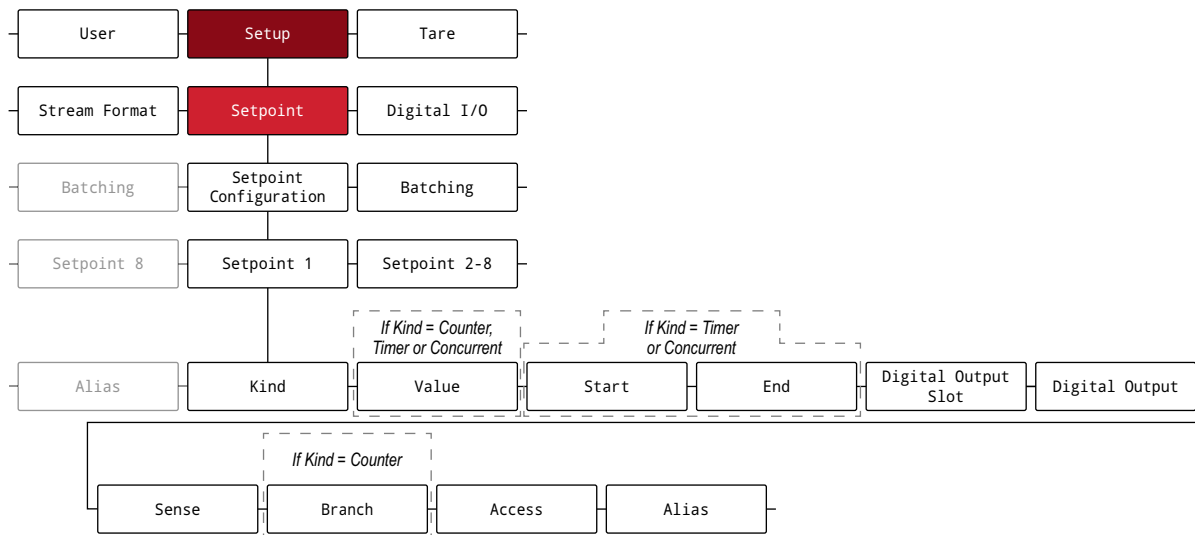 User
Setup
Tare
Stream Format
Setpoint
Digital I/O
Batching
Setpoint
Configuration
Batching
Setpoint 8
Setpoint 1
Setpoint 2-8
If Kind = Counter,
Timer or Concurrent
If Kind = Timer
or Concurrent
Alias
Kind
Value
Start
End
Digital Output
Slot
Digital Output
If Kind = Counter
Sense
Branch
Access
Alias